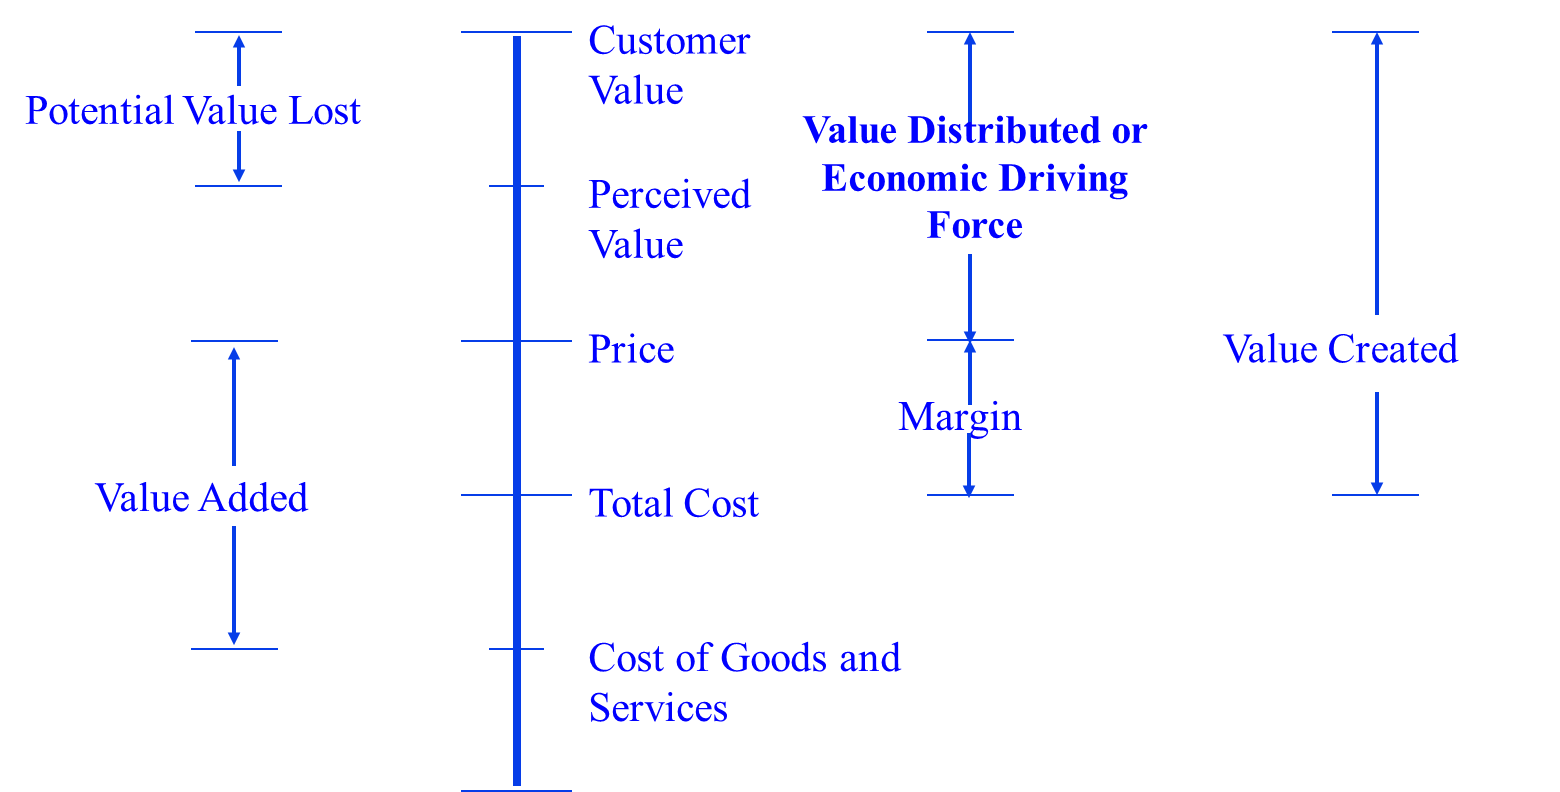 Customer
Value
Potential Value Lost
Value Distributed or
Economic Driving
Force
Perceived
Value
Price
Value Created
Margin
Value Added
Total Cost
Cost of Goods and
Services